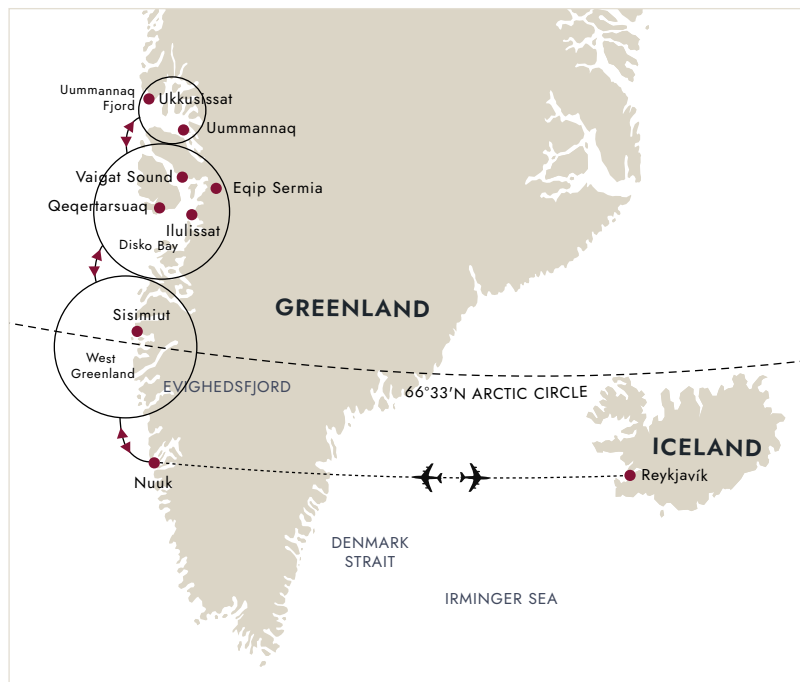 Uummannaq
Fjord
Ukkusissat
Uummannaq
Vaigat Sound
Eqip Sermia
Qeqertarsuaq
Ilulissat
Disko Bay
GREENLAND
Sisimiut
West
Greenland
EVIGHEDSFJORD
66°33'N ARCTIC CIRCLE
ICELAND
Reykjavík
Nuuk
DENMARK
STRAIT
IRMINGER SEA